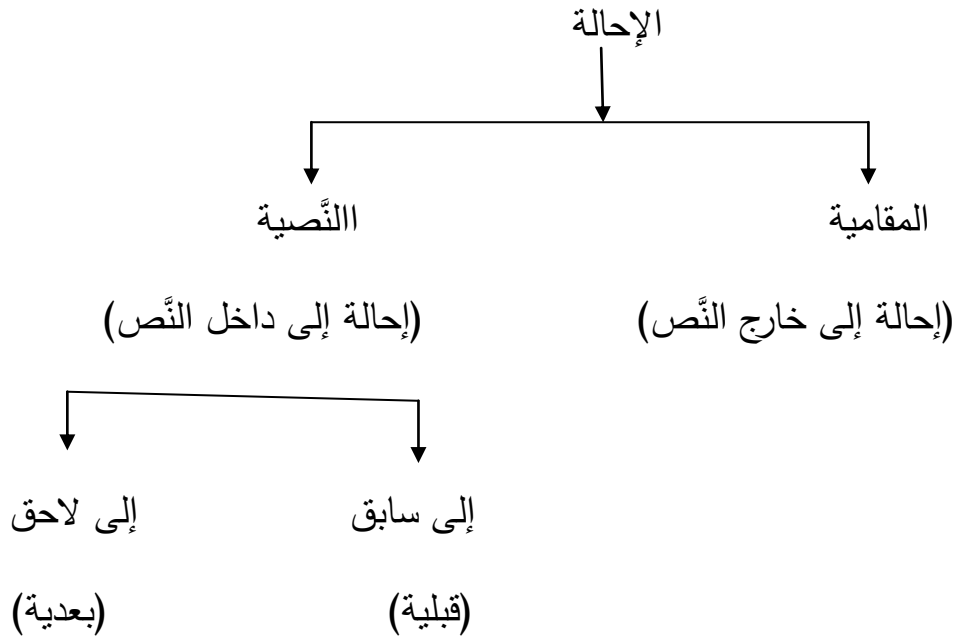 الإحالة
المقامية االنَّصية
(إحالة إلى خارج النَّص) (إحالة إلى داخل النَّص)
إلى سابق إلى لاحق
(قبلية) (بعدية)